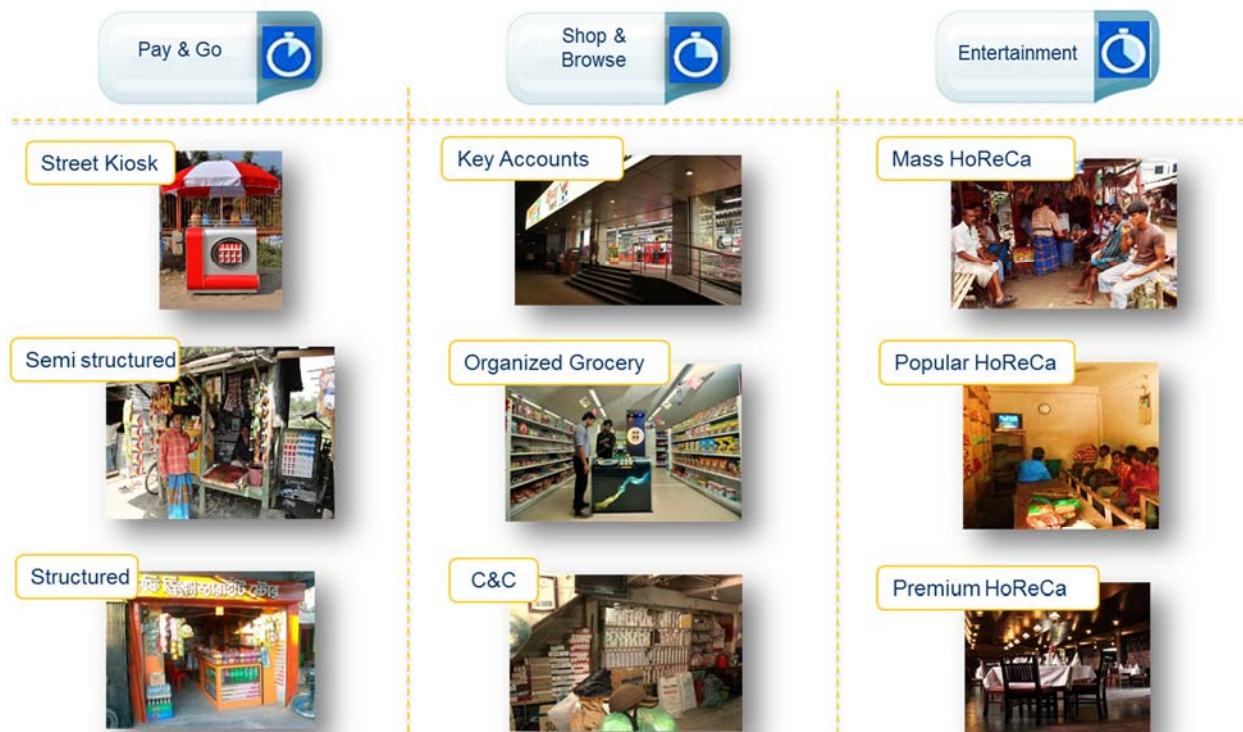 Pay & Go
Shop &
Browse
Entertainment
Street Kiosk
Key Accounts
Mass HoReCa
Semi structured
Organized Grocery
Popular HoReCa
Structured
C&C
Premium HoReCa